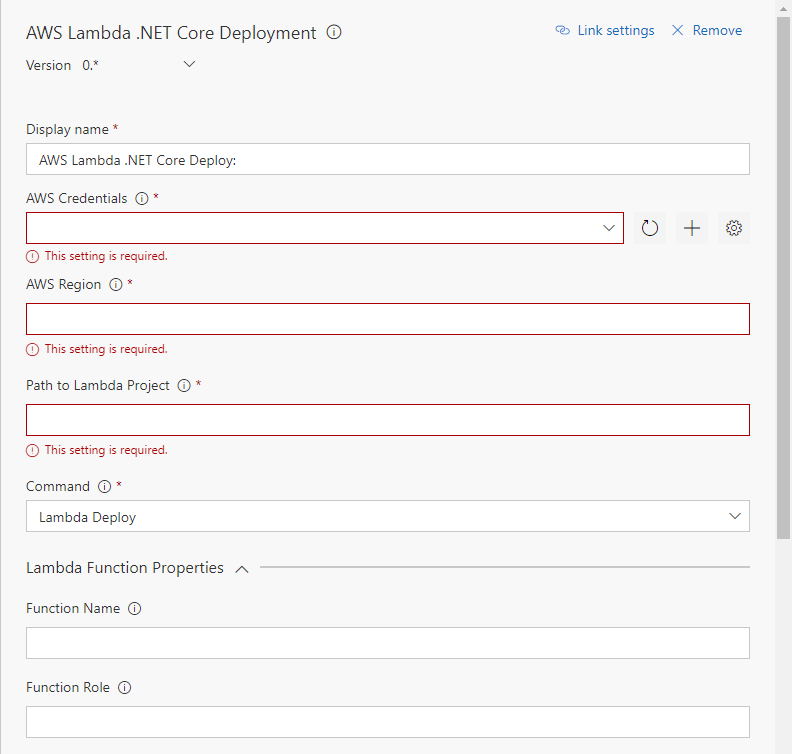 AWS Lambda .NET Core Deployment
Link settings
Remove
Version 0.*
Display name *
AWS Lambda .NET Core Deploy:
AWS Credentials *
This setting is required.
AWS Region *
This setting is required.
Path to Lambda Project *
This setting is required.
Command *
Lambda Deploy
Lambda Function Properties
Function Name
Function Role